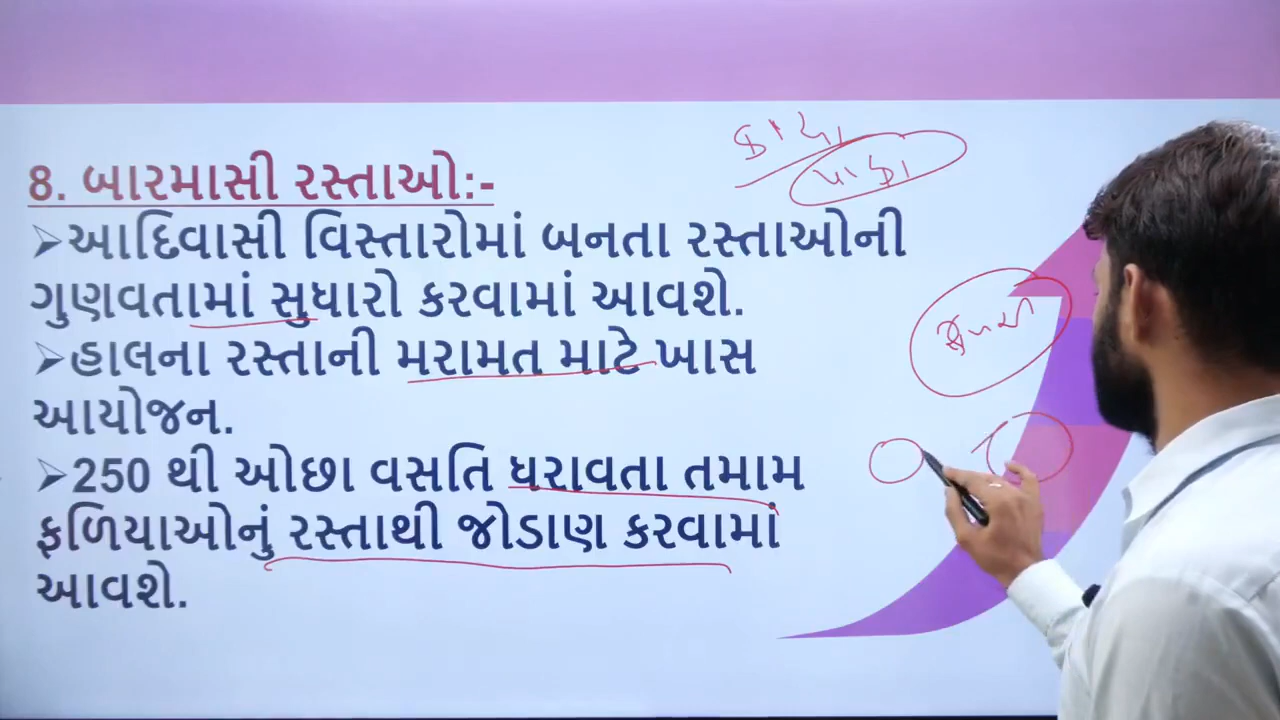 8. બારમાસી રસ્તાઓ:-
➢આદિવાસી વિસ્તારોમાં બનતા રસ્તાઓની
ગુણવતામાં સુધારો કરવામાં આવશે.
➢હાલના રસ્તાની મરામત માટે ખાસ
આયોજન.
➢250 થી ઓછા વસતિ ધરાવતા તમામ
ફળિયાઓનું રસ્તાથી જોડાણ કરવામાં
આવશે.
કાચા
પાકા